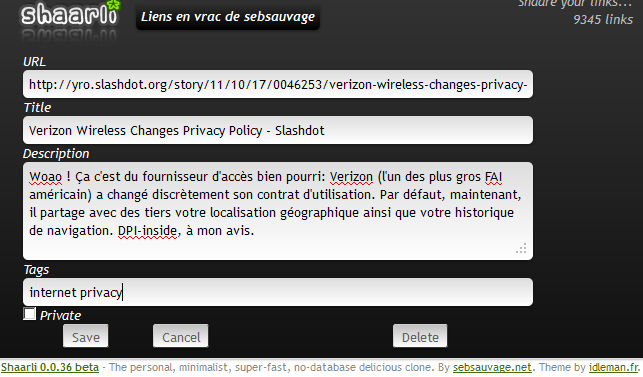 shaarli
Liens en vrac de sebsauvage
Shaare your links...
9345 links
URL
http://yro.slashdot.org/story/11/10/17/0046253/verizon-wireless-changes-privacy-
Title
Verizon Wireless Changes Privacy Policy - Slashdot
Description
Woao ! Ça c'est du fournisseur d'accès bien pourri: Verizon (l'un des plus gros FAI
américain) a changé discrètement son contrat d'utilisation. Par défaut, maintenant,
il partage avec des tiers votre localisation géographique ainsi que votre historique
de navigation. DPI-inside, à mon avis.
Tags
internet privacy
Private
Save
Cancel
Delete
Shaarli 0.0.36 beta - The personal, minimalist, super-fast, no-database delicious clone. By sebsauvage.net. Theme by idleman.fr.